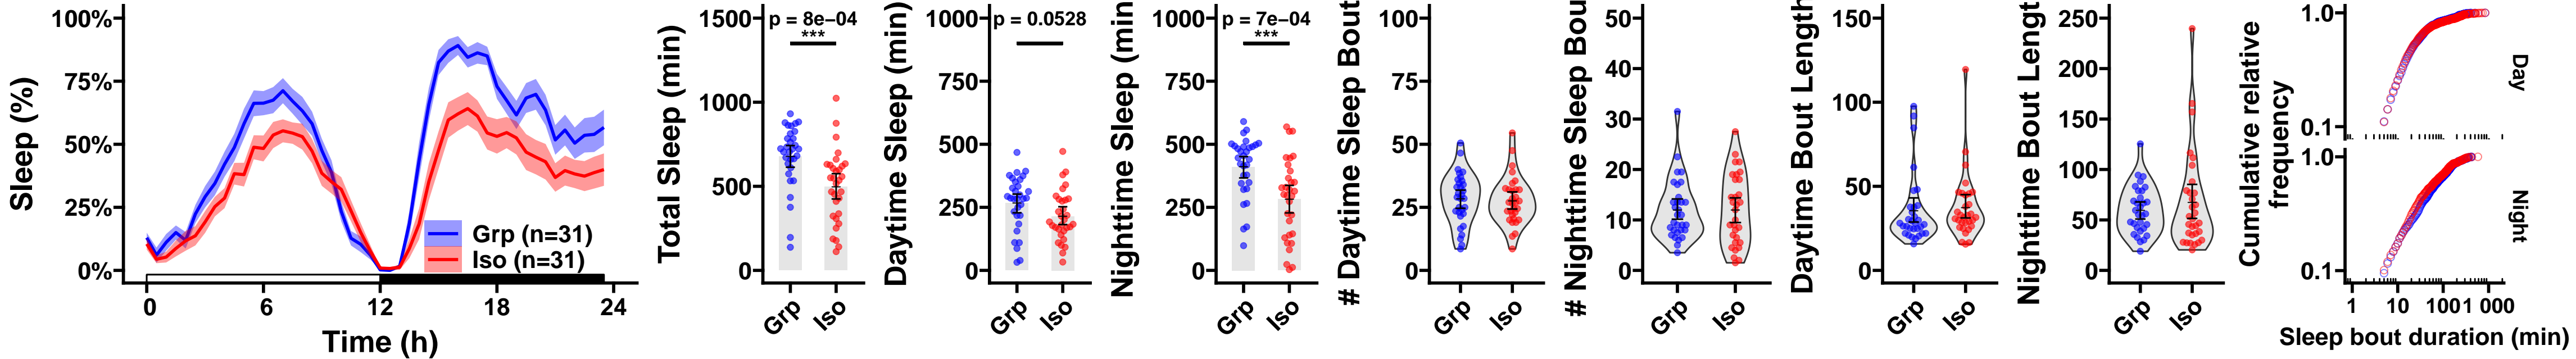 Sleep (%)
100%
75%
50%
25%
0%
0
6
12
18
24
Time (h)
Grp (n=31)
Iso (n=31)
Total Sleep (min)
1500
1000
500
0
p = 8e−04
***
Grp
Iso
Daytime Sleep (min)
1000
750
500
250
0
p = 0.0528
Grp
Iso
Nighttime Sleep (min
1000
750
500
250
0
p = 7e−04
***
Grp
Iso
# Daytime Sleep Bout
100
75
50
25
0
Grp
Iso
# Nighttime Sleep Bou
50
40
30
20
10
0
Grp
Iso
Daytime Bout Length
150
100
50
0
Grp
Iso
Nighttime Bout Lengt
250
200
150
100
50
0
Grp
Iso
Cumulative relative
frequency
1.0
0.1
1.0
0.1
Day
Night
1
10
100
1 000
Sleep bout duration (min)